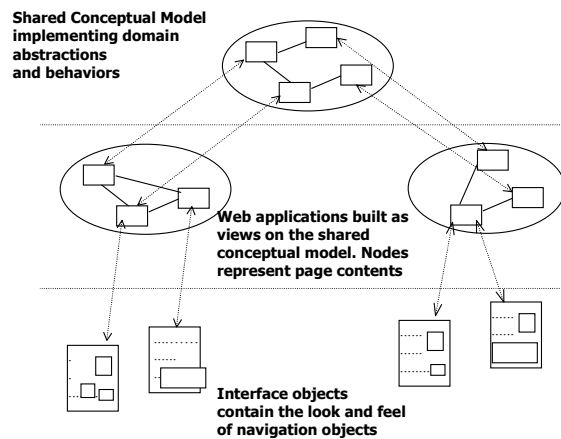 Shared Conceptual Model
implementing domain
abstractions
and behaviors
Web applications built as
views on the shared
conceptual model. Nodes
represent page contents
Interface objects
contain the look and feel
of navigation objects